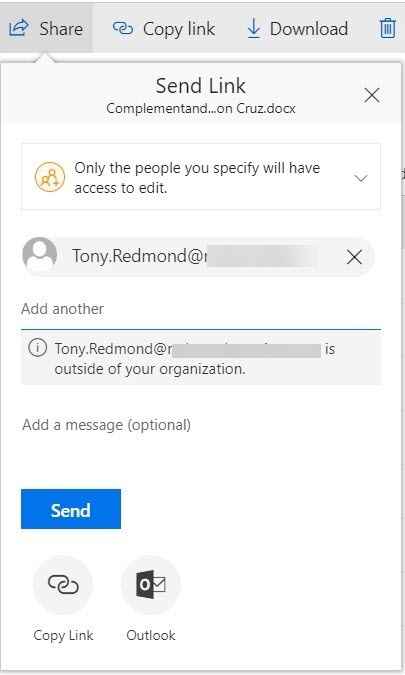 Share Copy link Download
Send Link
Complementand...on Cruz.docx
Only the people you specify will have
access to edit.
Tony.Redmond@
Add another
Tony.Redmond@ is
outside of your organization.
Add a message (optional)
Send
Copy Link Outlook